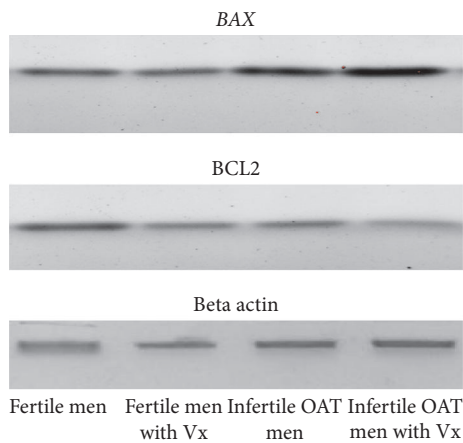 BAX
BCL2
Beta actin
Fertile men
Fertile men
with Vx
Infertile OAT
men
Infertile OAT
men with Vx